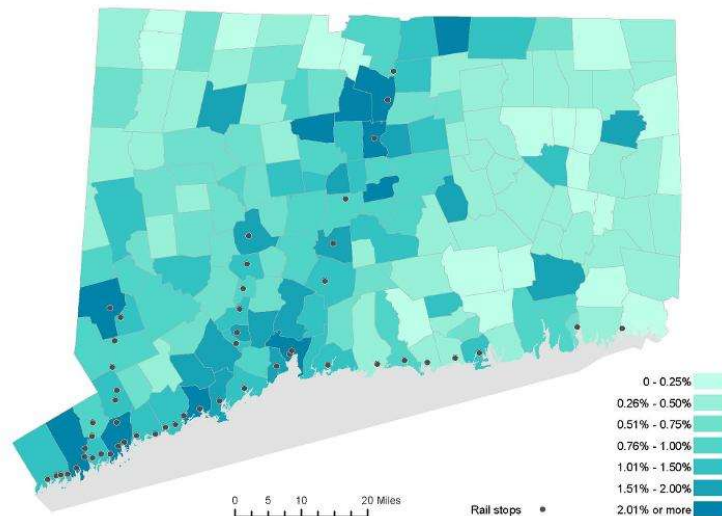 0 - 0.25%
0.26% - 0.50%
0.51% - 0.75%
0.76% - 1.00%
1.01% - 1.50%
1.51% - 2.00%
2.01% or more
0 5 10 20 Miles
Rail stops